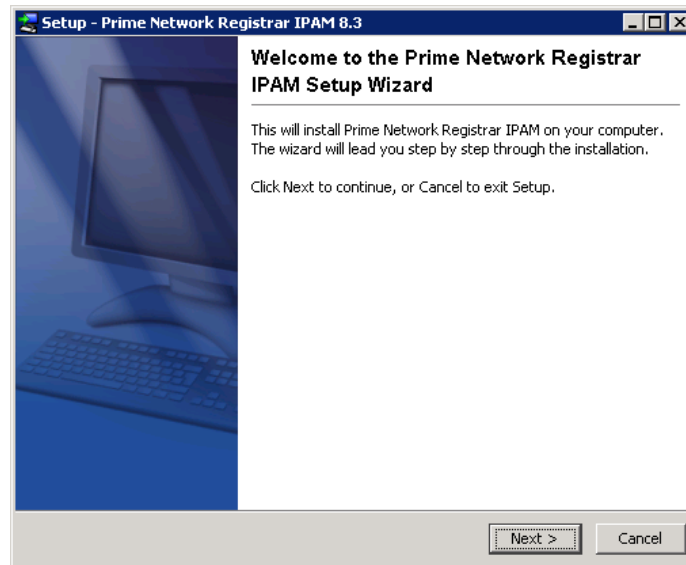 Setup - Prime Network Registrar IPAM 8.3
Welcome to the Prime Network Registrar
IPAM Setup Wizard
This will install Prime Network Registrar IPAM on your computer.
The wizard will lead you step by step through the installation.
Click Next to continue, or Cancel to exit Setup.
Next >
Cancel